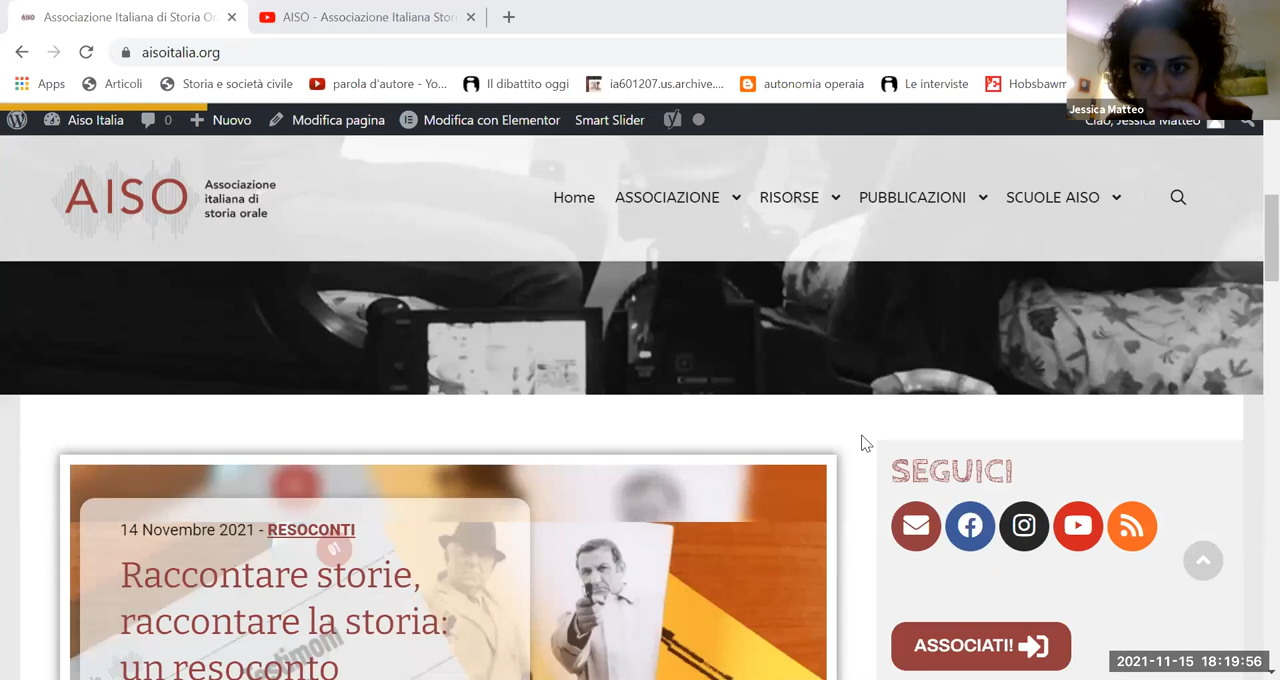 Associazione Italiana di Storia O
AISO - Associazione Italiana Stori
aisoitalia.org
Apps
Articoli
Storia e società civile
parola d'autore - Yo...
Il dibattito oggi
ia601207.us.archive....
autonomia operaia
Le interviste
Hobsbawm
Jessica Matteo
Aiso Italia
0
Nuovo
Modifica pagina
Modifica con Elementor
Smart Slider
Ciao, Jessica Matteo
AISO
Associazione
italiana di
storia orale
Home
ASSOCIAZIONE
RISORSE
PUBBLICAZIONI
SCUOLE AISO
SEGUICI
14 Novembre 2021 - RESOCONTI
01
Raccontare storie,
raccontare la storia:
un resoconto
ASSOCIATI!
2021-11-15 18:19:56